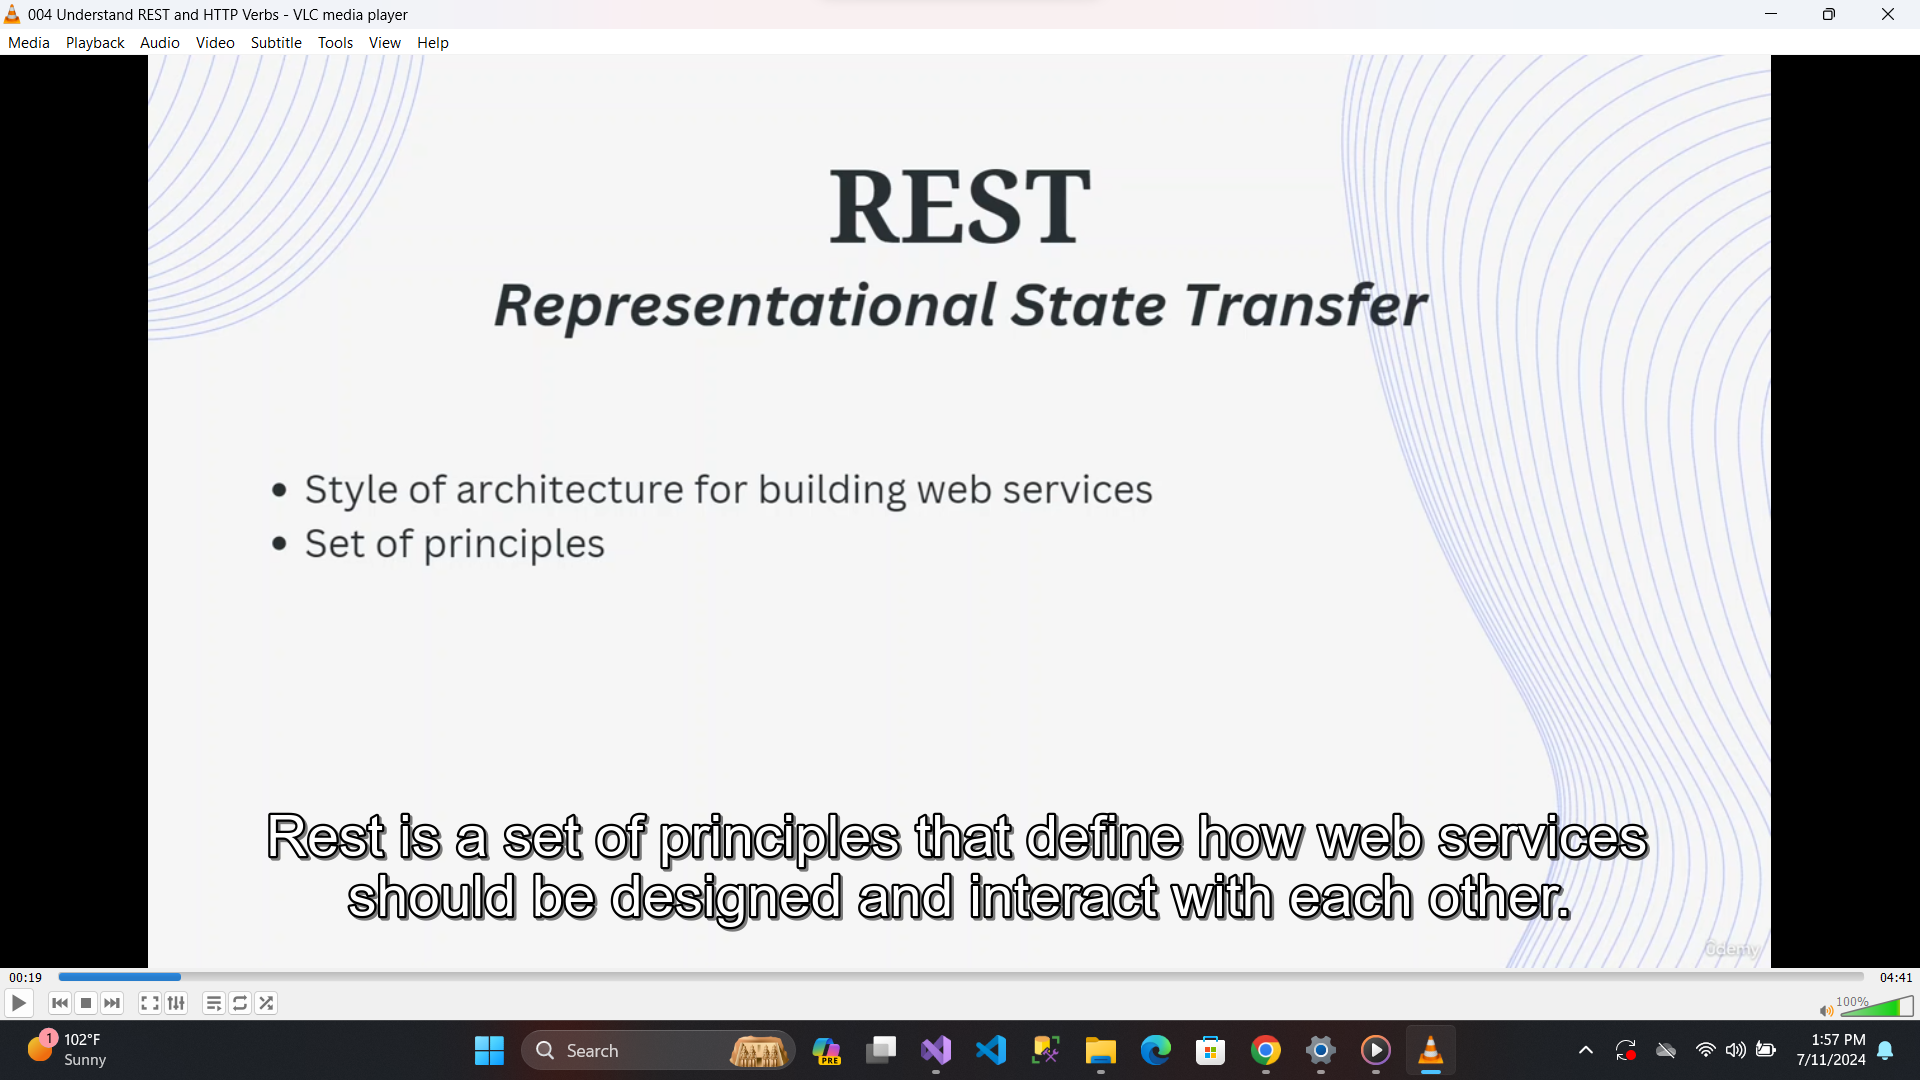 004 Understand REST and HTTP Verbs - VLC media player
Media Playback Audio Video Subtitle Tools View Help
REST
Representational State Transfer
• Style of architecture for building web services
• Set of principles
Rest is a set of principles that define how web services
should be designed and interact with each other.
ûdemy
00:19
04:41
100%
1
102°F
Sunny
Search
PRE
1:57 PM
7/11/2024